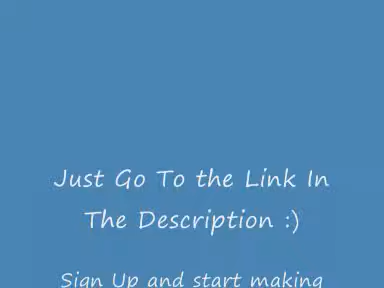 Just Go To the Link In
The Description :)
Sign Up and start making